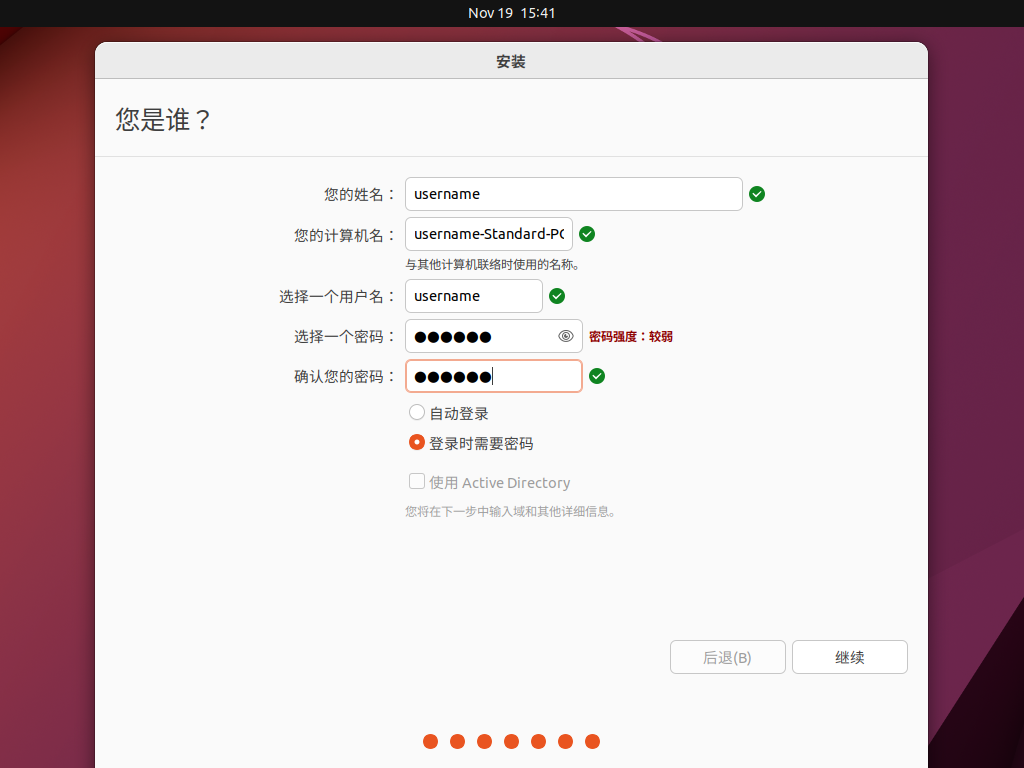 Nov 19 15:41
安装
您是谁？
您的姓名： username
您的计算机名： username-Standard-PC
与其他计算机联络时使用的名称。
选择一个用户名： username
选择一个密码： ●●●●●● 密码强度：较弱
确认您的密码： ●●●●●●
自动登录
登录时需要密码
使用 Active Directory
您将在下一步中输入域和其他详细信息。
后退(B) 继续